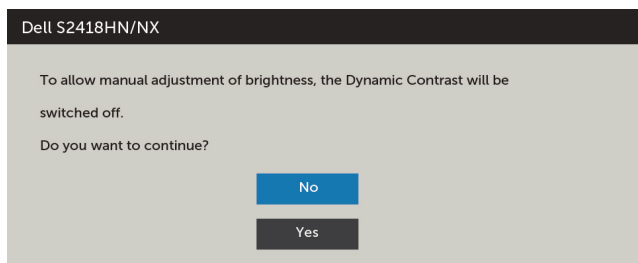 Dell S2418HN/NX
To allow manual adjustment of brightness, the Dynamic Contrast will be
switched off.
Do you want to continue?
No
Yes